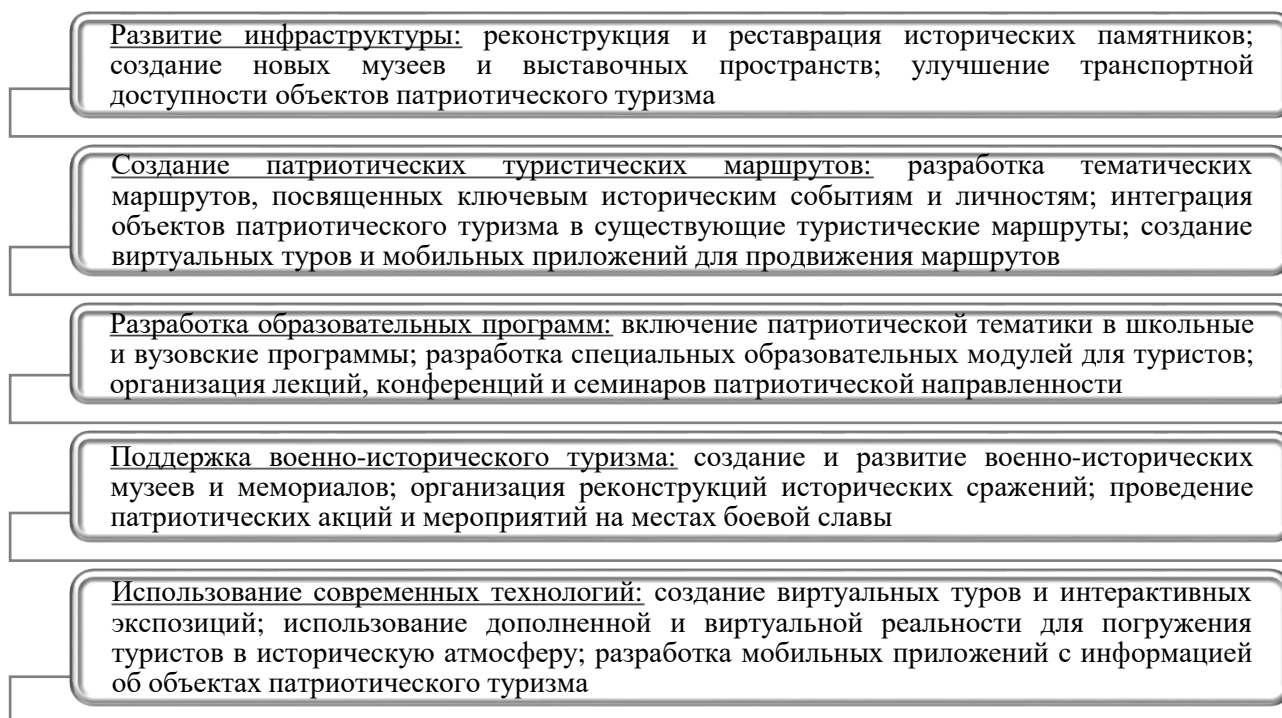 Развитие инфраструктуры: реконструкция и реставрация исторических памятников;
создание новых музеев и выставочных пространств; улучшение транспортной
доступности объектов патриотического туризма
Создание патриотических туристических маршрутов: разработка тематических
маршрутов, посвященных ключевым историческим событиям и личностям; интеграция
объектов патриотического туризма в существующие туристические маршруты; создание
виртуальных туров и мобильных приложений для продвижения маршрутов
Разработка образовательных программ: включение патриотической тематики в школьные
и вузовские программы; разработка специальных образовательных модулей для туристов;
организация лекций, конференций и семинаров патриотической направленности
Поддержка военно-исторического туризма: создание и развитие военно-исторических
музеев и мемориалов; организация реконструкций исторических сражений; проведение
патриотических акций и мероприятий на местах боевой славы
Использование современных технологий: создание виртуальных туров и интерактивных
экспозиций; использование дополненной и виртуальной реальности для погружения
туристов в историческую атмосферу; разработка мобильных приложений с информацией
об объектах патриотического туризма